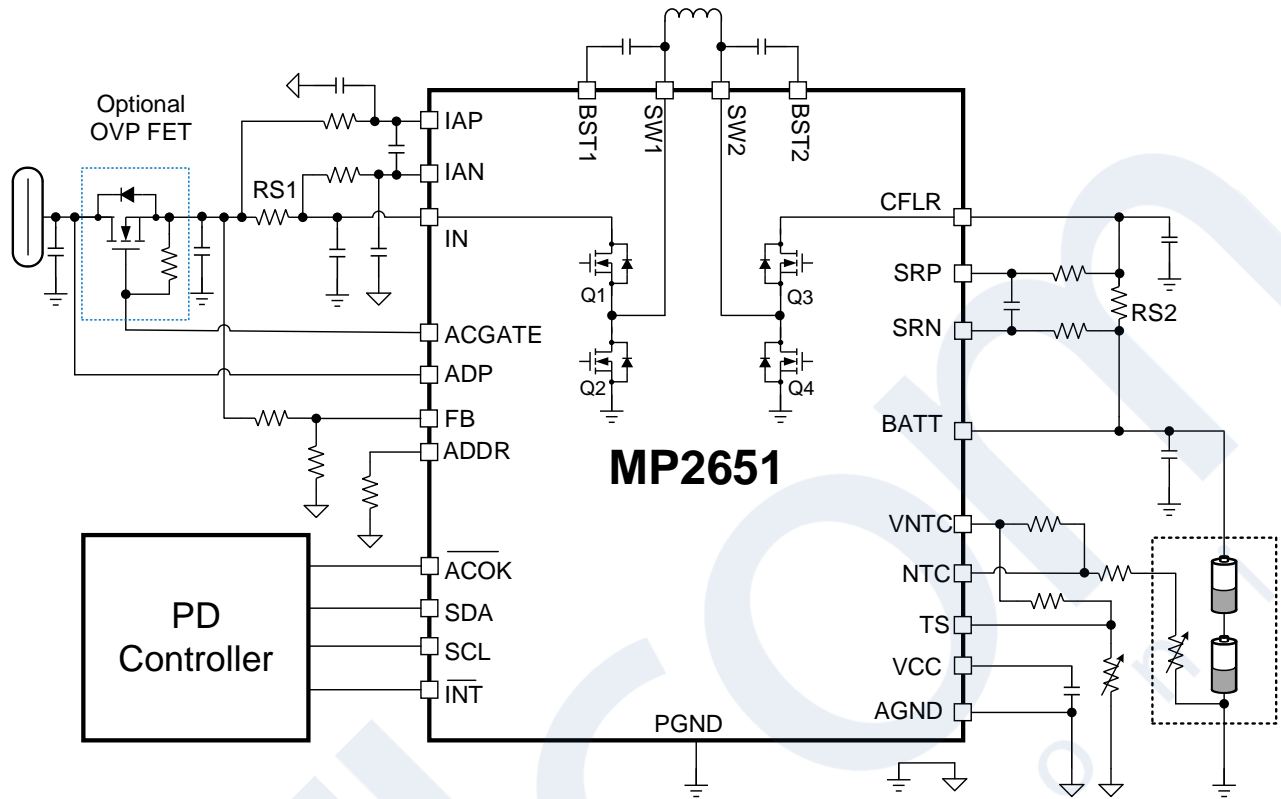 Optional
OVP FET
RS1
IAP
IAN
IN
ACGATE
ADP
FB
ADDR
ACOK
SDA
SCL
INT
BST1
SW1
SW2
BST2
Q1
Q2
Q3
Q4
MP2651
PGND
CFLR
SRP
SRN
RS2
BATT
VNTC
NTC
TS
VCC
AGND
PD
Controller